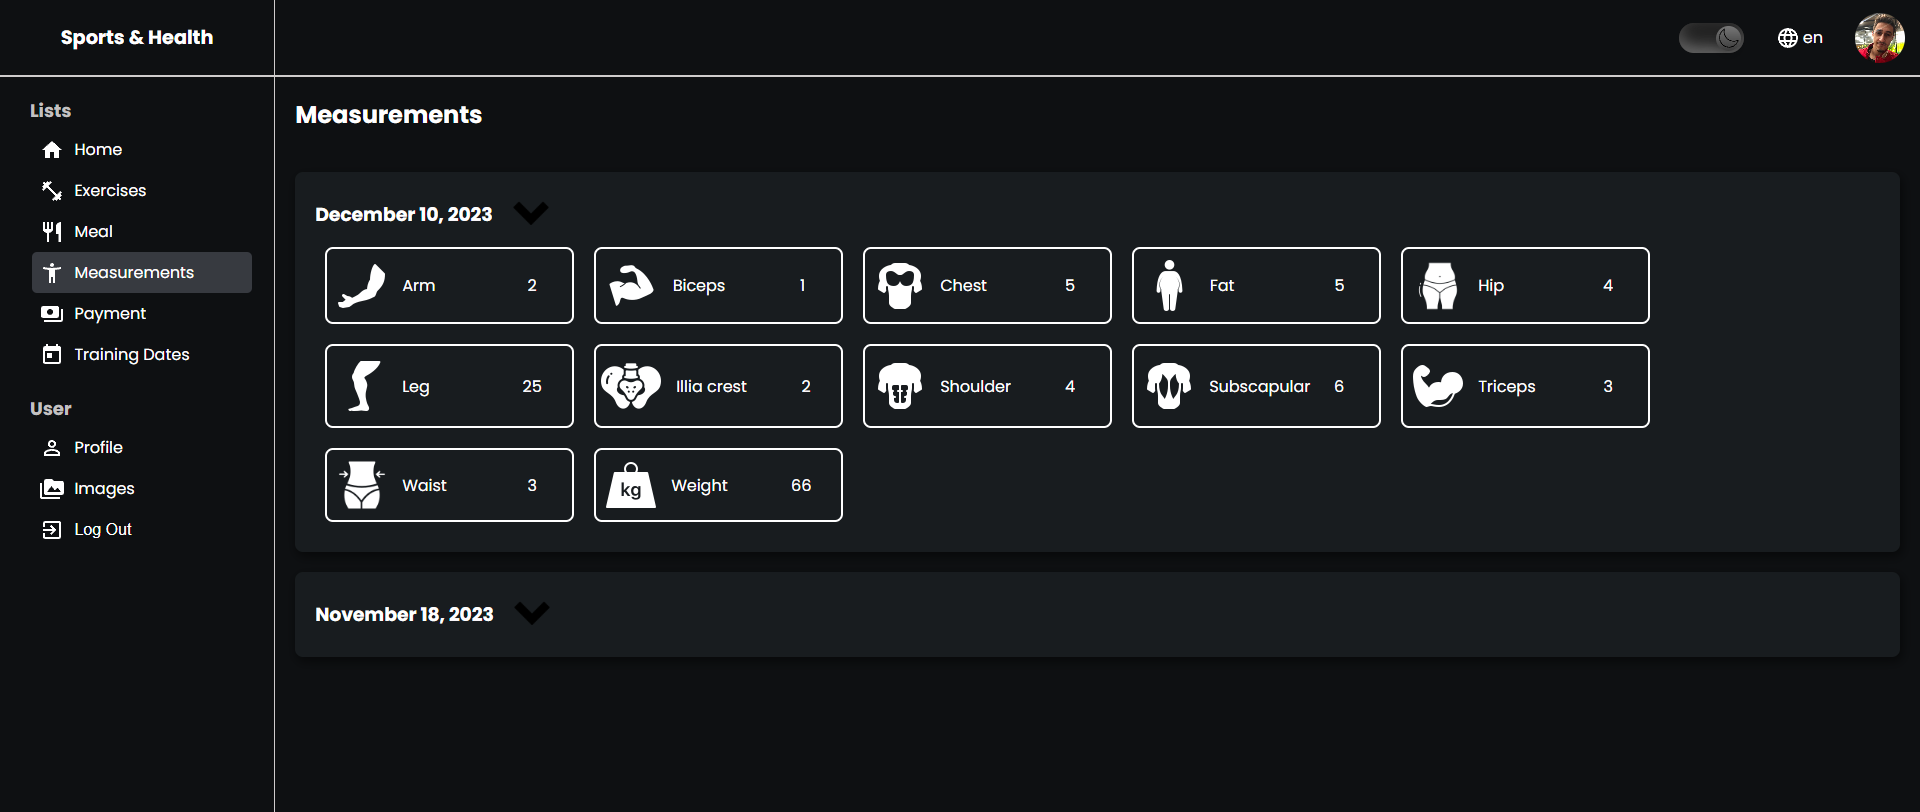 Sports & Health
en
Lists
Home
Exercises
Meal
Measurements
Payment
Training Dates
User
Profile
Images
Log Out
Measurements
December 10, 2023
Arm 2
Biceps 1
Chest 5
Fat 5
Hip 4
Leg 25
Illia crest 2
Shoulder 4
Subscapular 6
Triceps 3
Waist 3
kg Weight 66
November 18, 2023